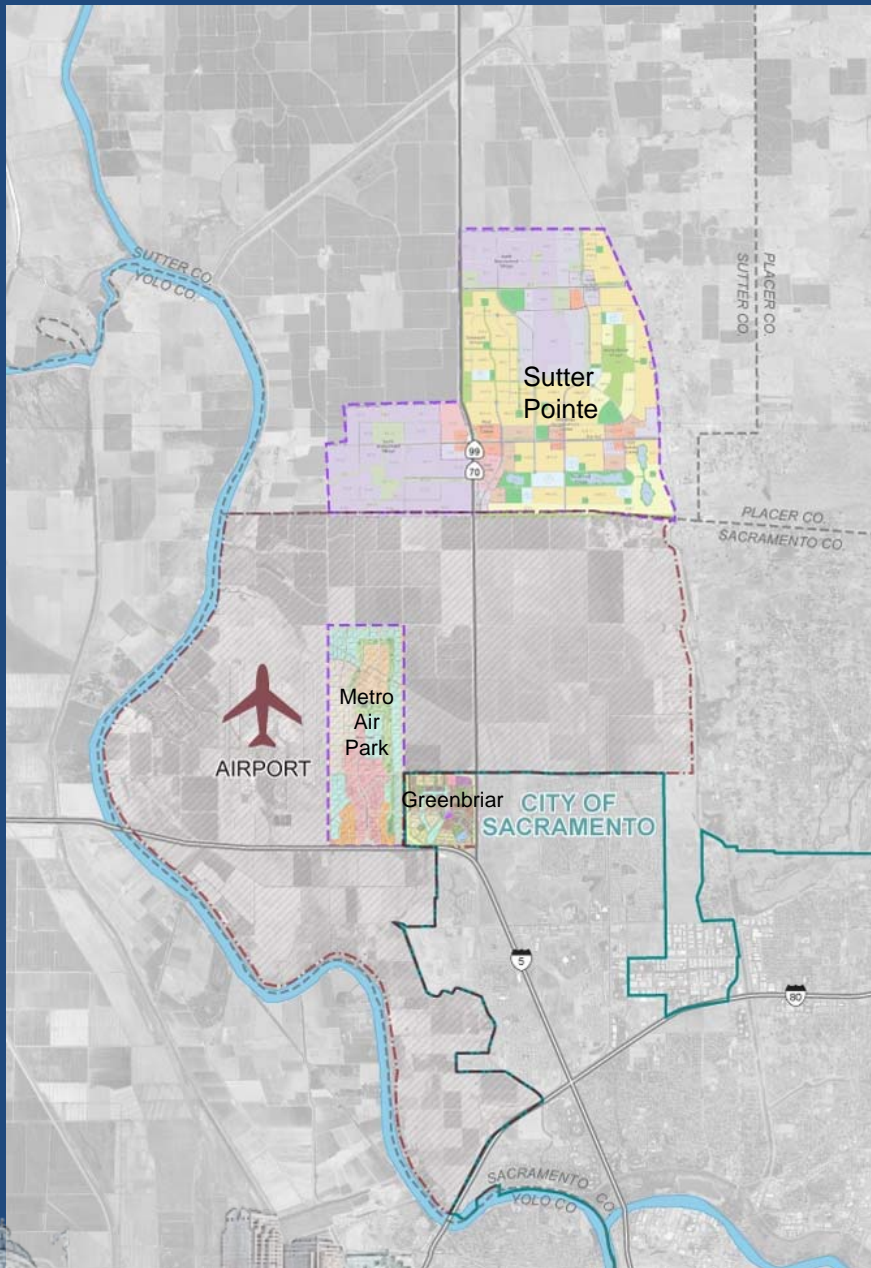 SUTTER CO.
YOLO CO.
PLACER CO.
SUTTER CO.
Sutter
Pointe
99
70
PLACER CO.
SACRAMENTO CO.
Metro
Air
Park
AIRPORT
Greenbriar
CITY OF
SACRAMENTO
5
80
SACRAMENTO CO.
YOLO CO.